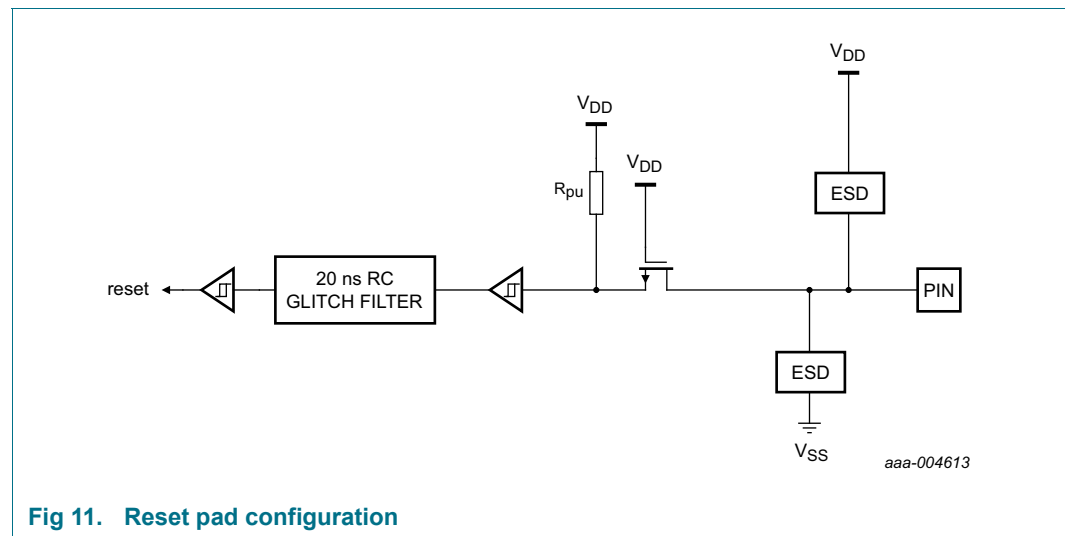 VDD
VDD
VDD
Rpu
ESD
reset
20 ns RC
GLITCH FILTER
PIN
ESD
VSS
aaa-004613
Fig 11. Reset pad configuration